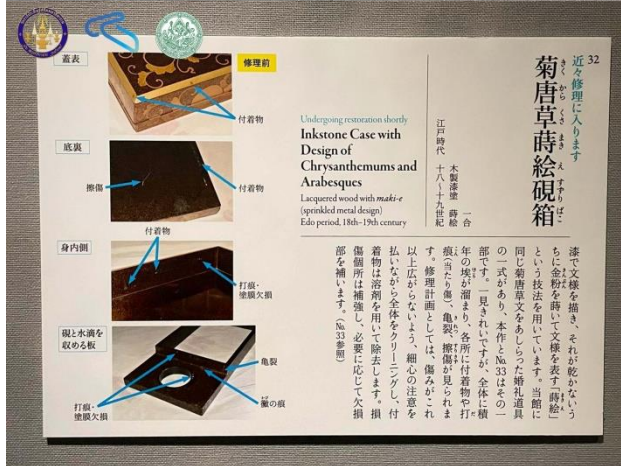 32
近々修理に入ります
菊唐草蒔絵硯箱
きくからくさまきえすずりばこ
一合
木製漆塗 蒔絵
江戸時代 十八～十九世紀
Undergoing restoration shortly
Inkstone Case with
Design of
Chrysanthemums and
Arabesques
Lacquered wood with maki-e
(sprinkled metal design)
Edo period, 18th–19th century
漆で文様を描き、それが乾かないう
ちに金粉を蒔いて文様を表す「蒔絵」
という技法を用いています。当館に
同じ菊唐草文をあしらった婚礼道具
の一式があり、本作とNo.33はその一
部です。一見きれいですが、全体に積
年の埃が溜まり、各所に付着物や打
痕（当たり傷）、亀裂、擦傷が見られま
す。修理計画としては、傷みがこれ
以上広がらないよう、細心の注意を
払いながら全体をクリーニングし、付
着物は溶剤を用いて除去します。損
傷個所は補強し、必要に応じて欠損
部を補います。（No.33参照）
蓋表
修理前
付着物
底裏
擦傷
付着物
付着物
身内側
打痕・
塗膜欠損
硯と水滴を
収める板
亀裂
打痕・
塗膜欠損
黴の痕